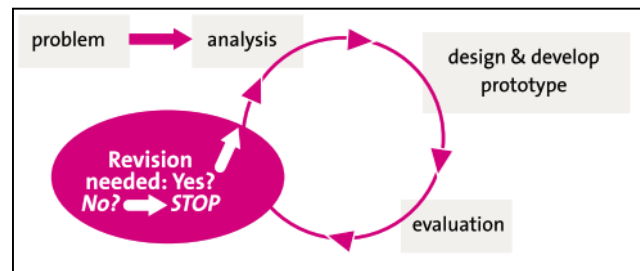 problem
analysis
design & develop
prototype
evaluation
Revision
needed: Yes?
No? STOP